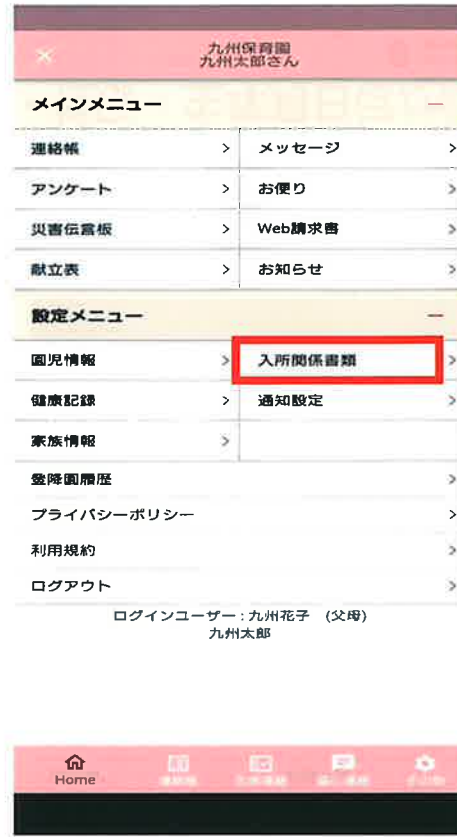 ×
九州保育園
九州太郎さん
メインメニュー −
連絡帳 > メッセージ >
アンケート > お便り >
災害伝言板 > Web請求書 >
献立表 > お知らせ >
設定メニュー −
園児情報 > 入所関係書類 >
健康記録 > 通知設定 >
家族情報 >
登降園履歴 >
プライバシーポリシー >
利用規約 >
ログアウト >
ログインユーザー : 九州花子 (父母)
九州太郎
Home